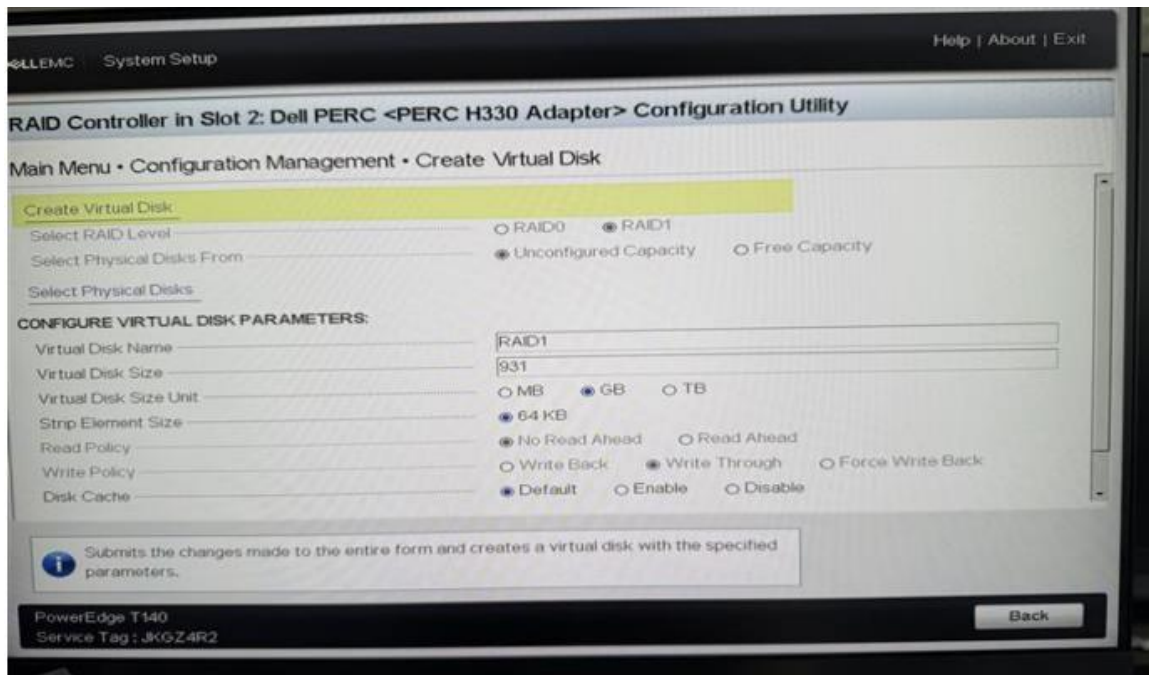 DELLEMC System Setup Help | About | Exit
RAID Controller in Slot 2: Dell PERC <PERC H330 Adapter> Configuration Utility
Main Menu • Configuration Management • Create Virtual Disk
Create Virtual Disk
Select RAID Level RAID0 RAID1
Select Physical Disks From Unconfigured Capacity Free Capacity
Select Physical Disks
CONFIGURE VIRTUAL DISK PARAMETERS:
Virtual Disk Name RAID1
Virtual Disk Size 931
Virtual Disk Size Unit MB GB TB
Strip Element Size 64 KB
Read Policy No Read Ahead Read Ahead
Write Policy Write Back Write Through Force Write Back
Disk Cache Default Enable Disable
Submits the changes made to the entire form and creates a virtual disk with the specified
parameters.
PowerEdge T140 Back
Service Tag : JKGZ4R2